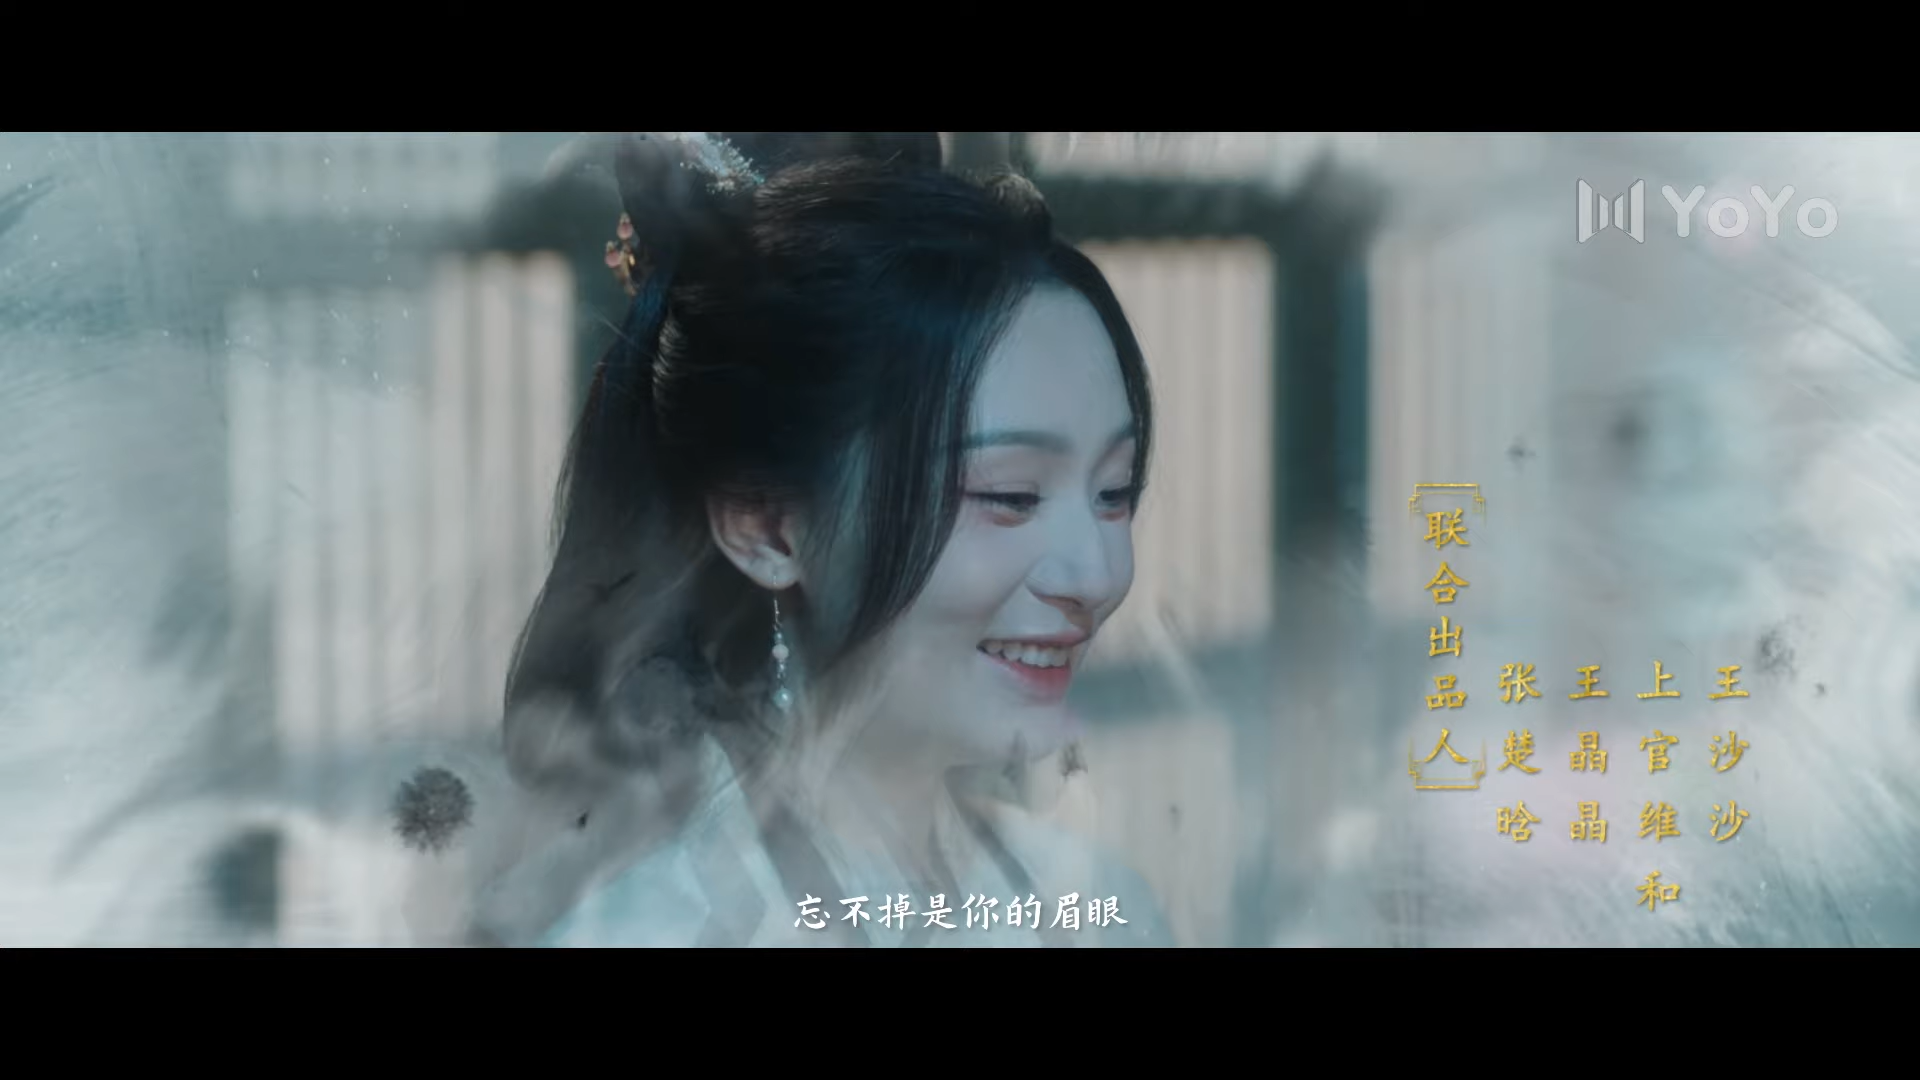 YoYo
联合出品人
张楚晗
王晶晶
上官维和
王沙沙
忘不掉是你的眉眼